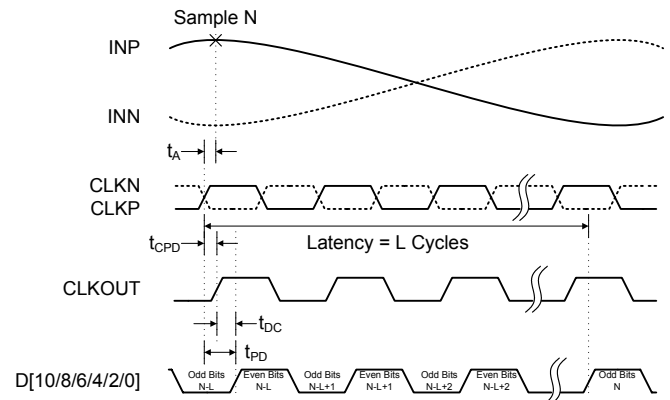 Sample N
INP
INN
tA
CLKN
CLKP
tCPD
Latency = L Cycles
CLKOUT
tDC
tPD
D[10/8/6/4/2/0]
Odd Bits N-L
Even Bits N-L
Odd Bits N-L+1
Even Bits N-L+1
Odd Bits N-L+2
Even Bits N-L+2
Odd Bits N